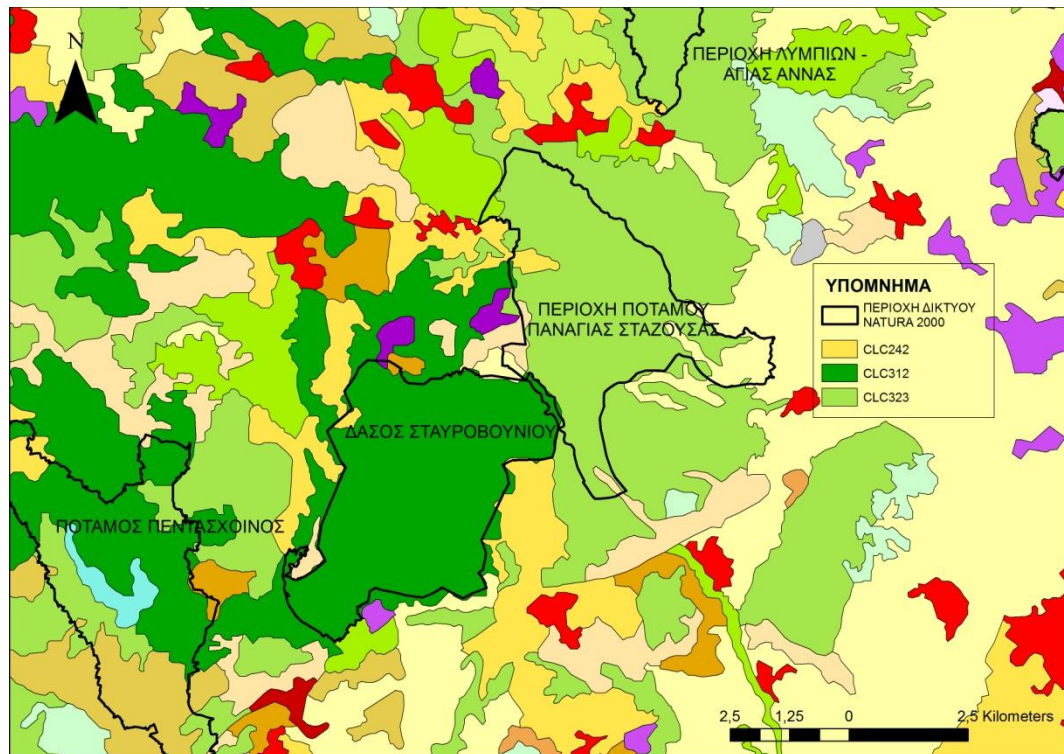 N
ΠΕΡΙΟΧΗ ΛΥΜΠΙΩΝ -
ΑΓΙΑΣ ΑΝΝΑΣ
ΠΕΡΙΟΧΗ ΠΟΤΑΜΟΥ
ΠΑΝΑΓΙΑΣ ΣΤΑΖΟΥΣΑΣ
ΥΠΟΜΝΗΜΑ
ΠΕΡΙΟΧΗ ΔΙΚΤΥΟΥ
NATURA 2000
CLC242
CLC312
CLC323
ΔΑΣΟΣ ΣΤΑΥΡΟΒΟΥΝΙΟΥ
ΠΟΤΑΜΟΣ ΠΕΝΤΑΣΧΟΙΝΟΣ
2,5 1,25 0 2,5 Kilometers